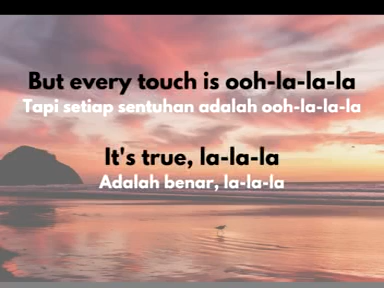 But every touch is ooh-la-la-la
Tapi setiap sentuhan adalah ooh-la-la-la
It's true, la-la-la
Adalah benar, la-la-la